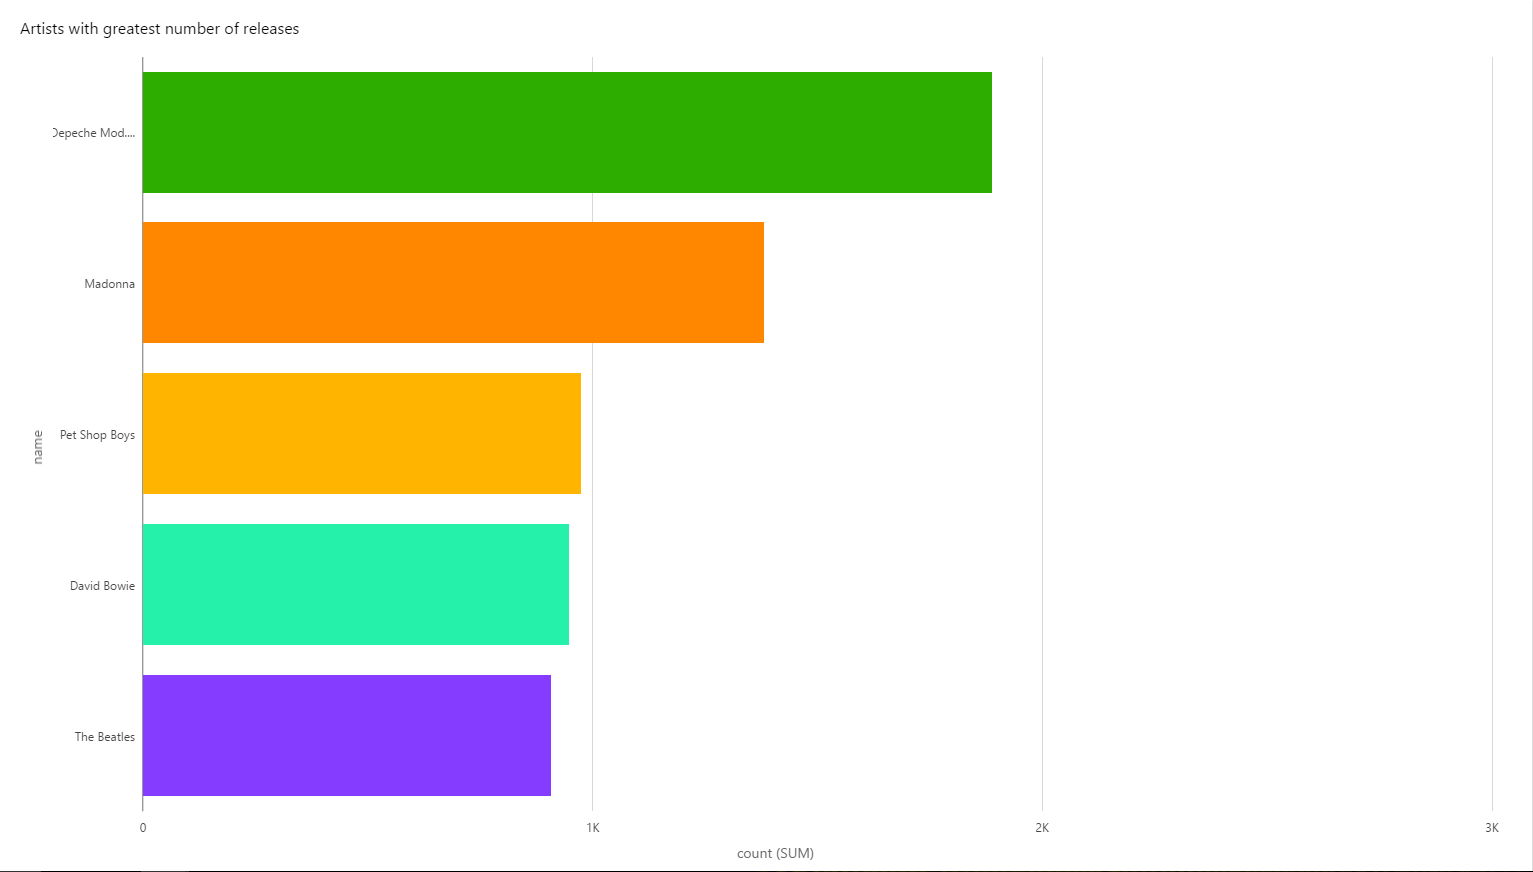 Artists with greatest number of releases
Depeche Mod....
Madonna
Pet Shop Boys
David Bowie
The Beatles
name
0 1K 2K 3K
count (SUM)